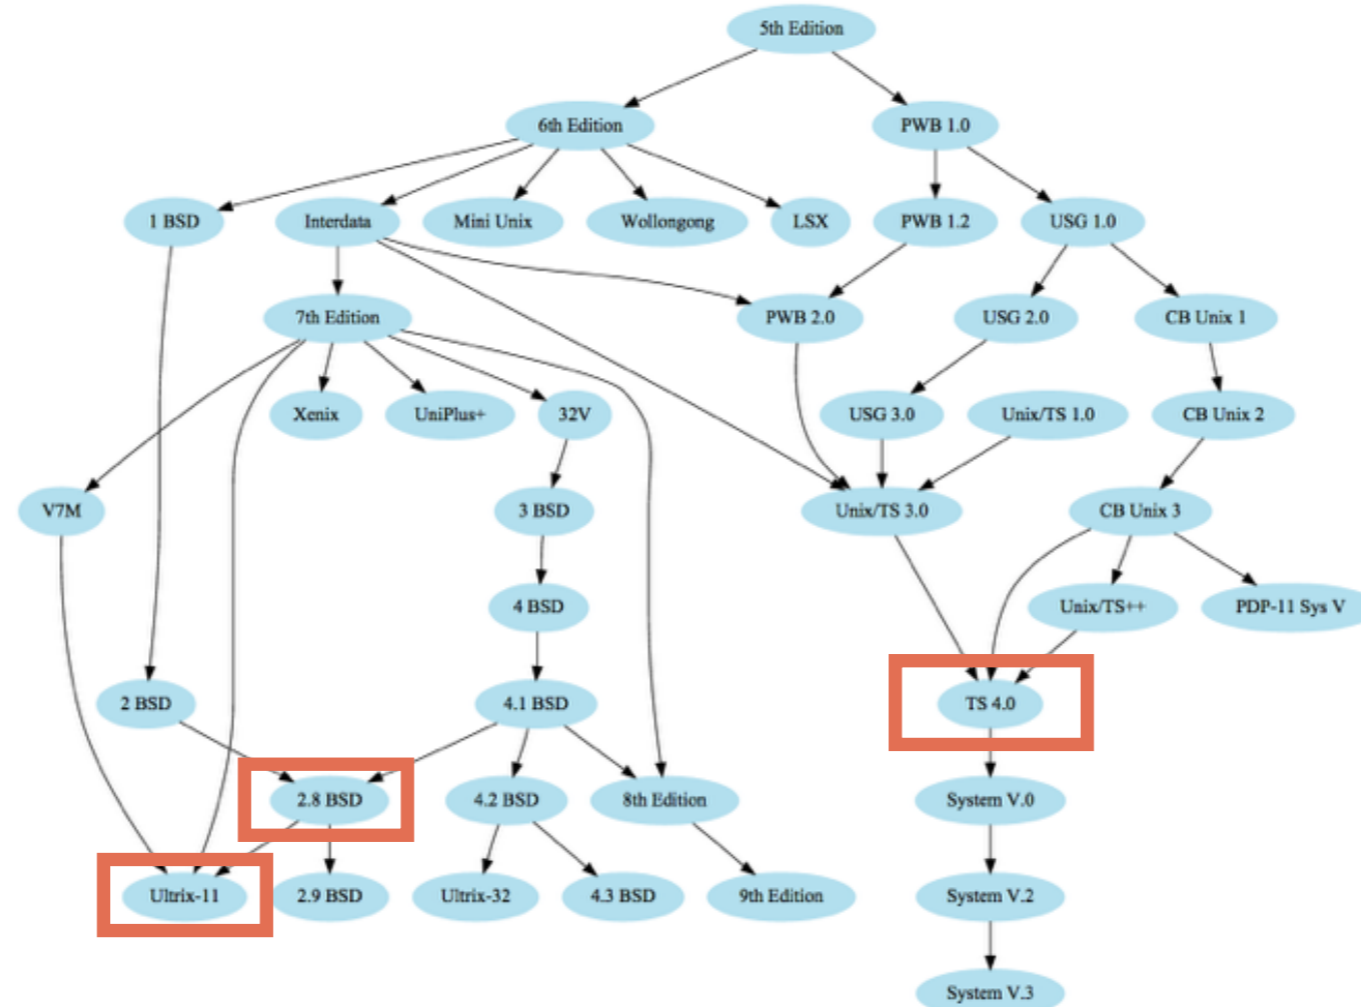 5th Edition
6th Edition
PWB 1.0
1 BSD
Interdata
Mini Unix
Wollongong
LSX
PWB 1.2
USG 1.0
7th Edition
PWB 2.0
USG 2.0
CB Unix 1
Xenix
UniPlus+
32V
USG 3.0
Unix/TS 1.0
CB Unix 2
V7M
3 BSD
Unix/TS 3.0
CB Unix 3
4 BSD
Unix/TS++
PDP-11 Sys V
2 BSD
4.1 BSD
TS 4.0
2.8 BSD
4.2 BSD
8th Edition
System V.0
Ultrix-11
2.9 BSD
Ultrix-32
4.3 BSD
9th Edition
System V.2
System V.3